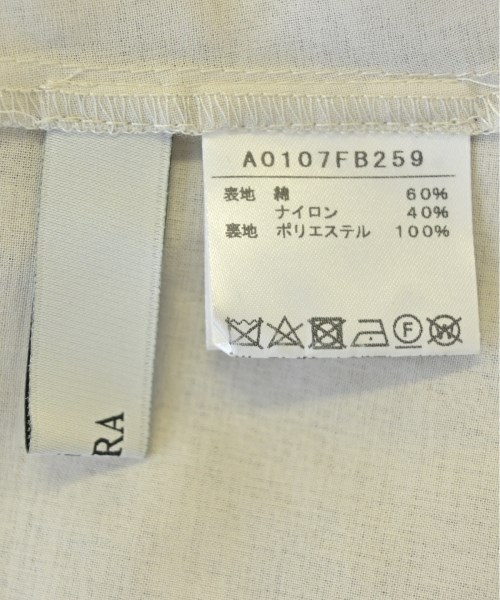 A0107FB259
表地 綿 60%
ナイロン 40%
裏地 ポリエステル 100%
F W
RA